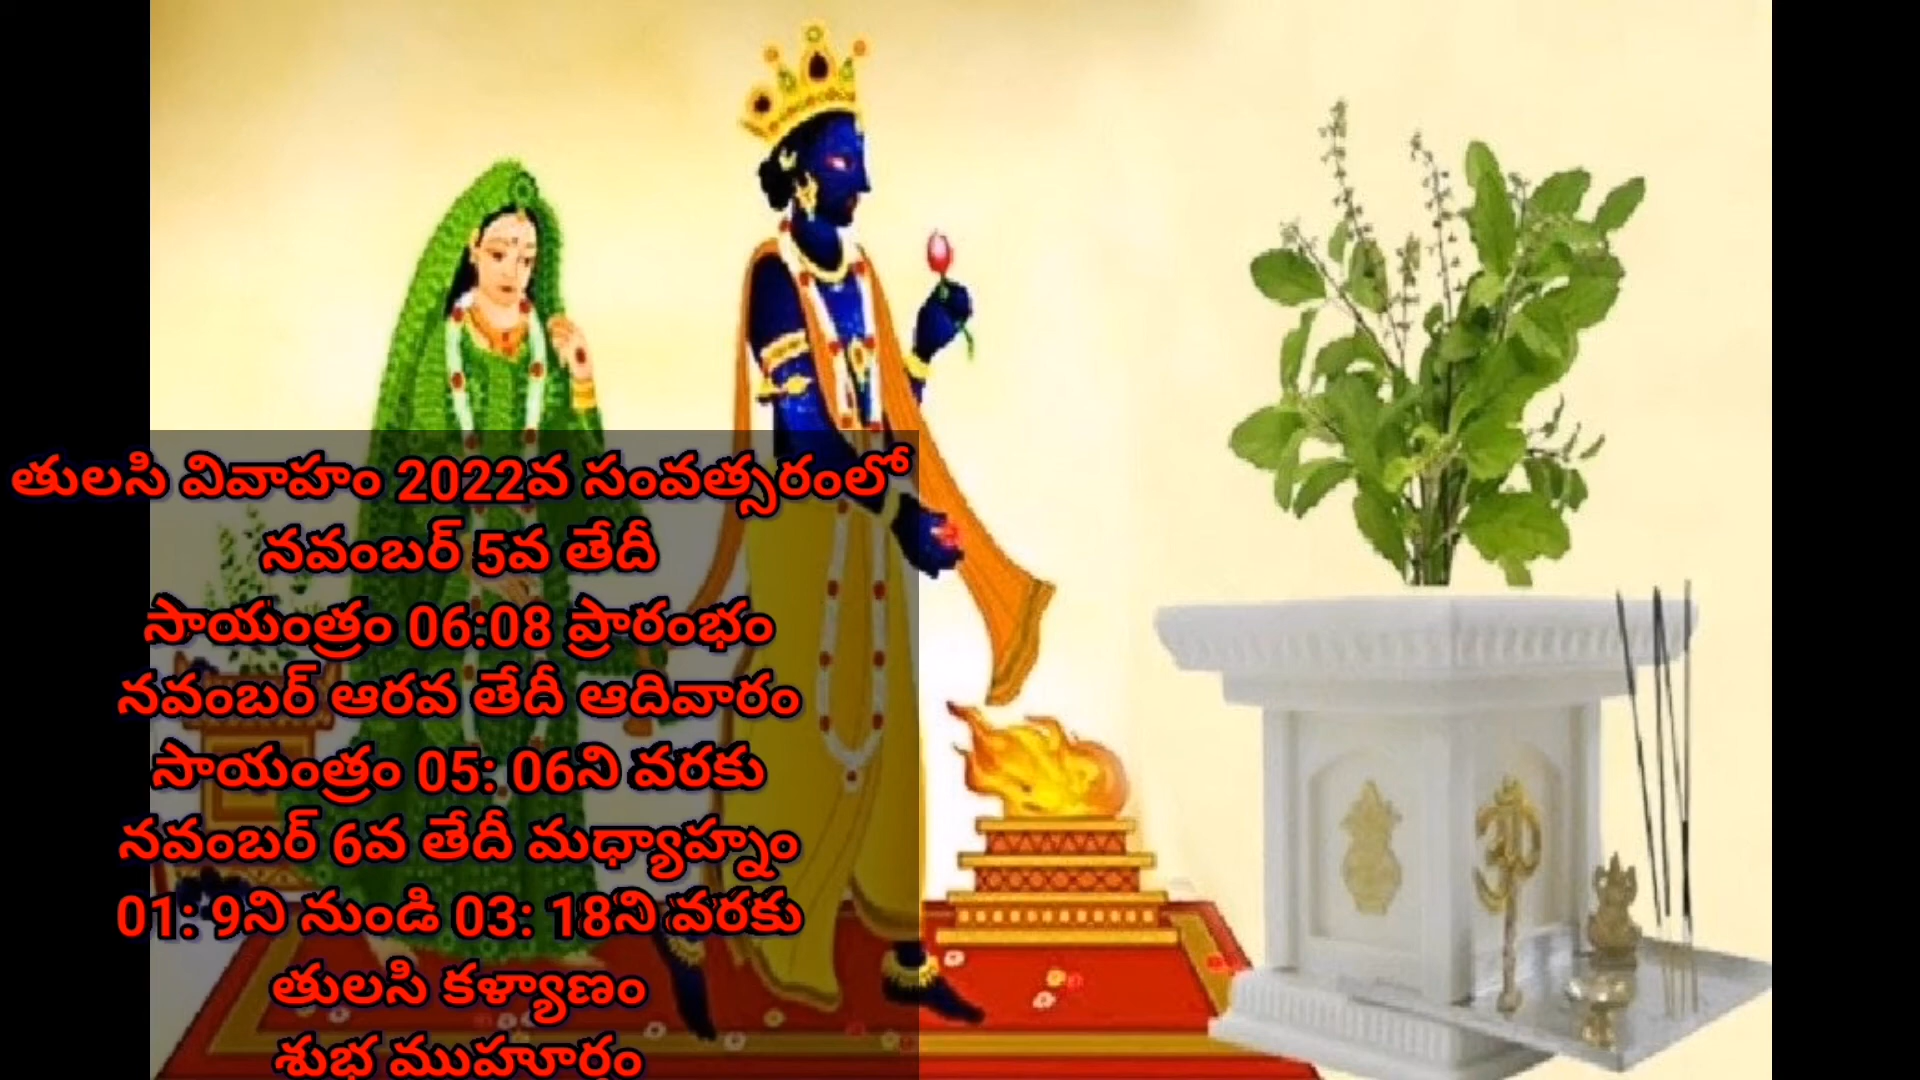 తులసి వివాహం 2022వ సంవత్సరంలో
నవంబర్ 5వ తేదీ
సాయంత్రం 06:08 ప్రారంభం
నవంబర్ ఆరవ తేదీ ఆదివారం
సాయంత్రం 05: 06ని వరకు
నవంబర్ 6వ తేదీ మధ్యాహ్నం
01: 9ని నుండి 03: 18ని వరకు
తులసి కళ్యాణం
శుభ ముహూర్తం
ॐ